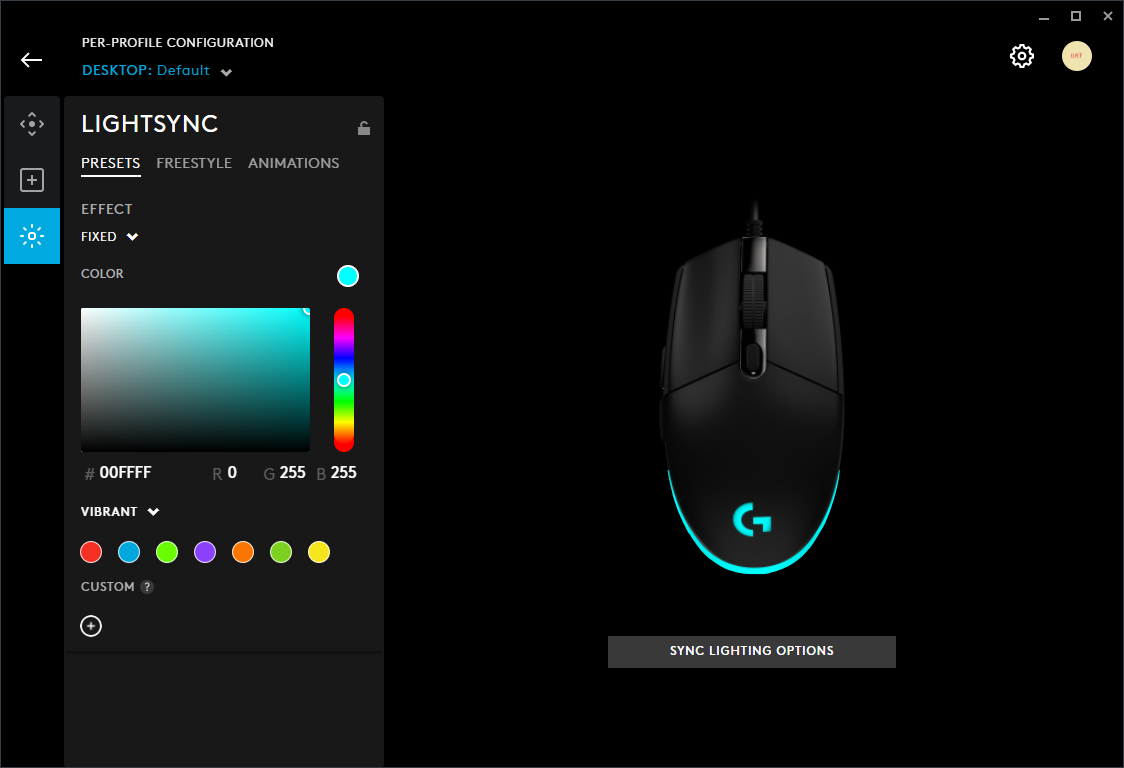 PER-PROFILE CONFIGURATION
DESKTOP: Default
LIGHTSYNC
PRESETS FREESTYLE ANIMATIONS
EFFECT
FIXED
COLOR
# 00FFFF R 0 G 255 B 255
VIBRANT
CUSTOM ?
SYNC LIGHTING OPTIONS